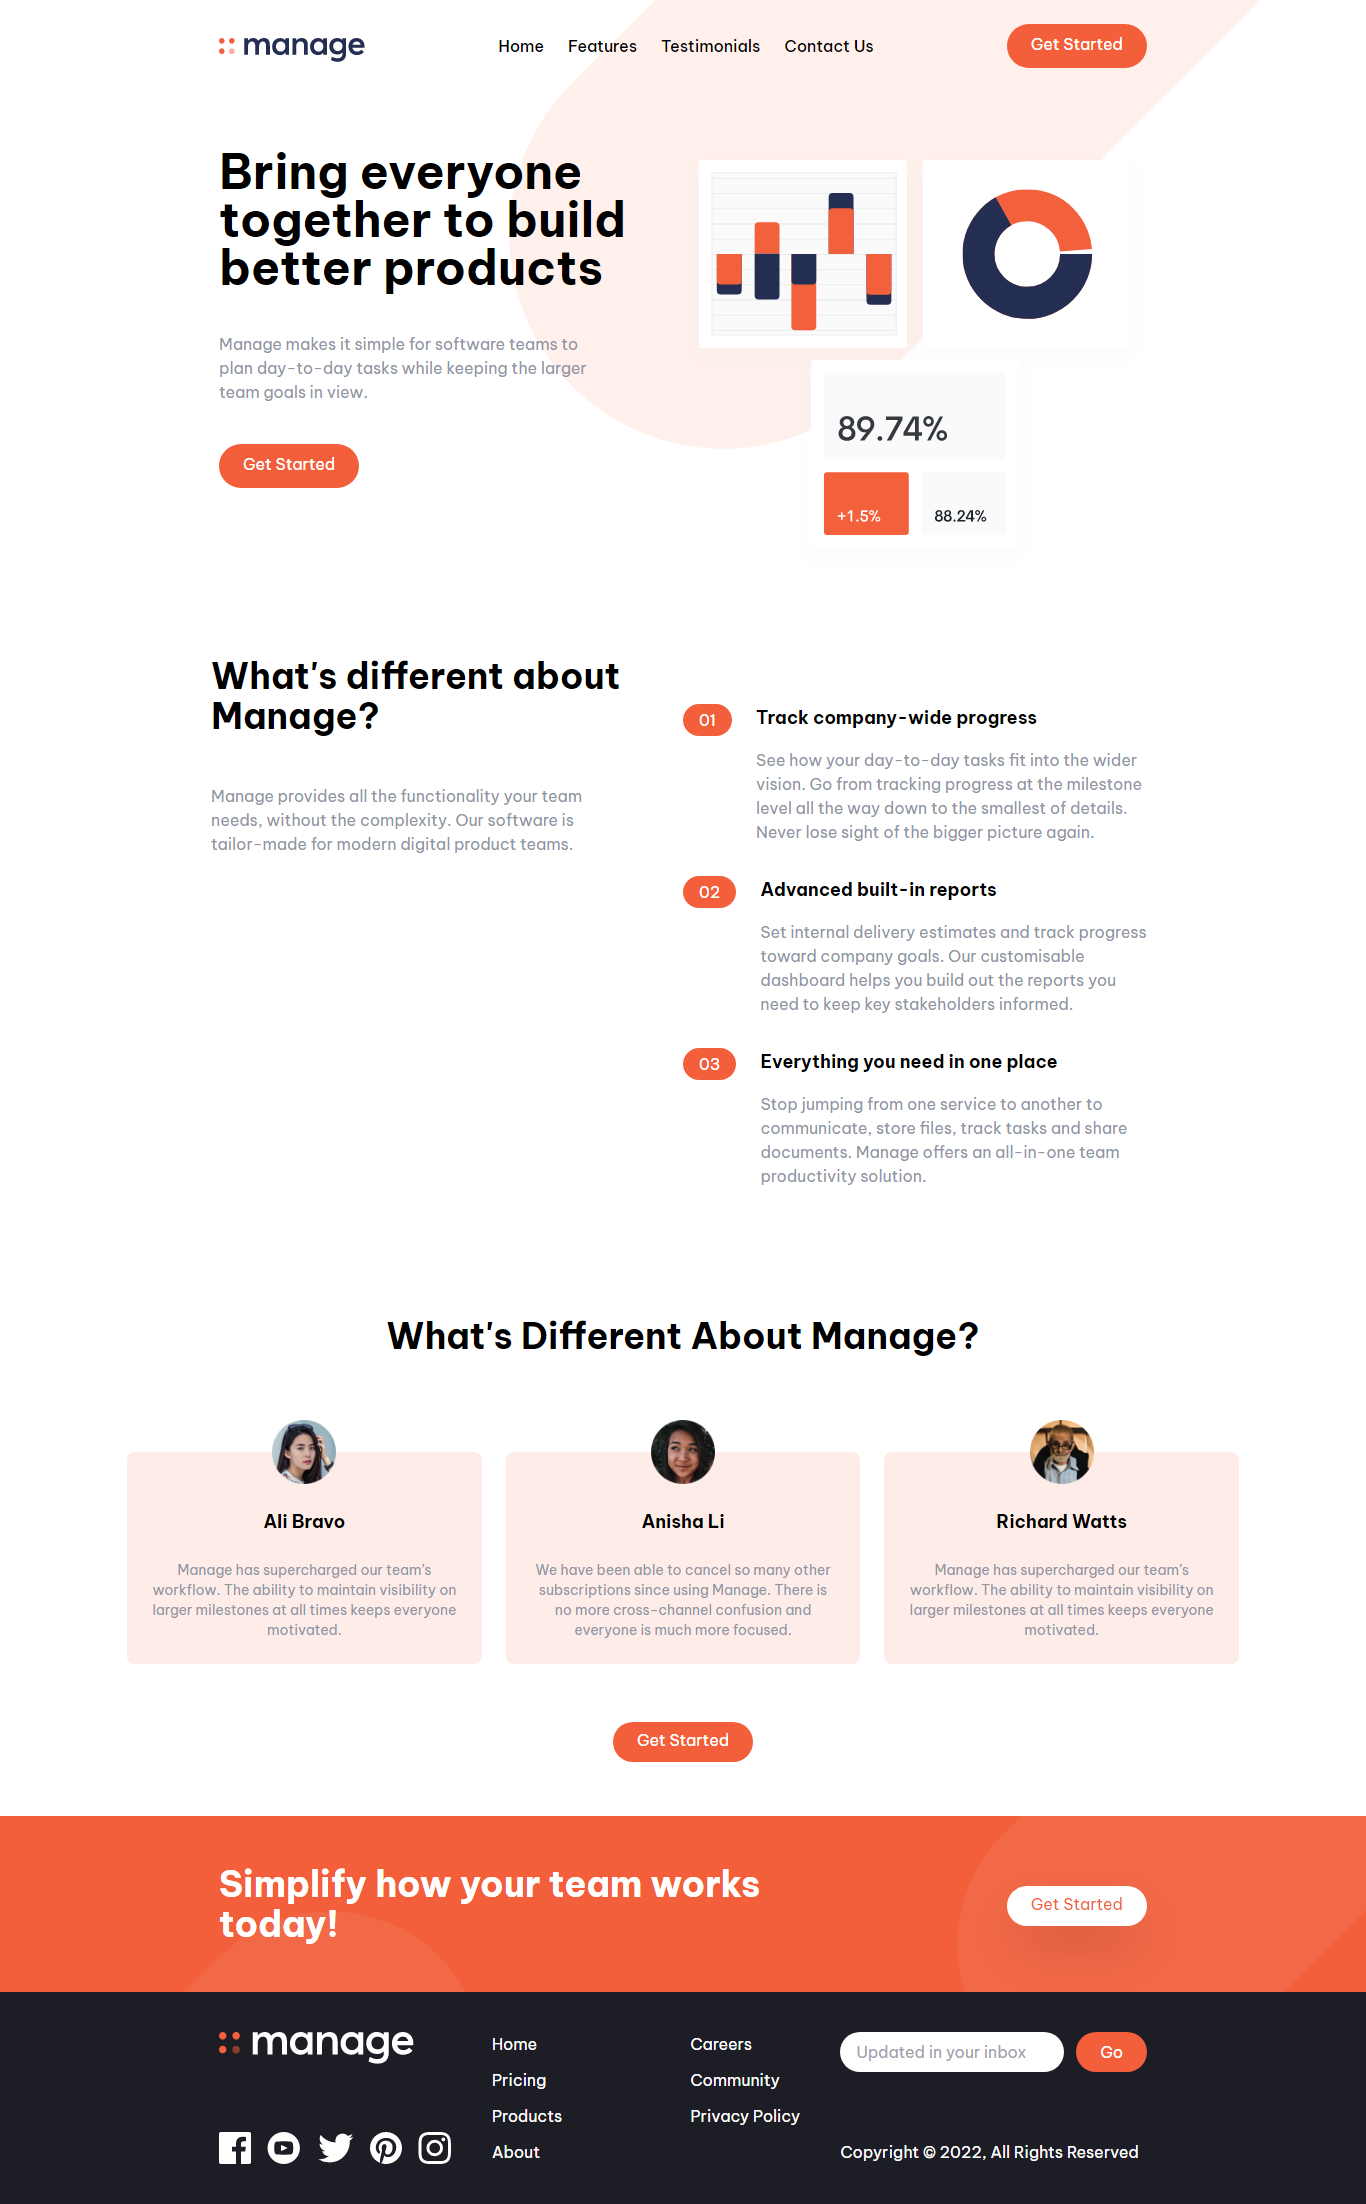 manage
Home Features Testimonials Contact Us
Get Started
Bring everyone
together to build
better products
Manage makes it simple for software teams to
plan day-to-day tasks while keeping the larger
team goals in view.
Get Started
89.74%
+1.5%
88.24%
What's different about
Manage?
Manage provides all the functionality your team
needs, without the complexity. Our software is
tailor-made for modern digital product teams.
01 Track company-wide progress
See how your day-to-day tasks fit into the wider
vision. Go from tracking progress at the milestone
level all the way down to the smallest of details.
Never lose sight of the bigger picture again.
02 Advanced built-in reports
Set internal delivery estimates and track progress
toward company goals. Our customisable
dashboard helps you build out the reports you
need to keep key stakeholders informed.
03 Everything you need in one place
Stop jumping from one service to another to
communicate, store files, track tasks and share
documents. Manage offers an all-in-one team
productivity solution.
What's Different About Manage?
Ali Bravo
Manage has supercharged our team’s
workflow. The ability to maintain visibility on
larger milestones at all times keeps everyone
motivated.
Anisha Li
We have been able to cancel so many other
subscriptions since using Manage. There is
no more cross-channel confusion and
everyone is much more focused.
Richard Watts
Manage has supercharged our team’s
workflow. The ability to maintain visibility on
larger milestones at all times keeps everyone
motivated.
Get Started
Simplify how your team works
today!
Get Started
manage
Home
Pricing
Products
About
Careers
Community
Privacy Policy
Updated in your inbox
Go
Copyright © 2022, All Rights Reserved